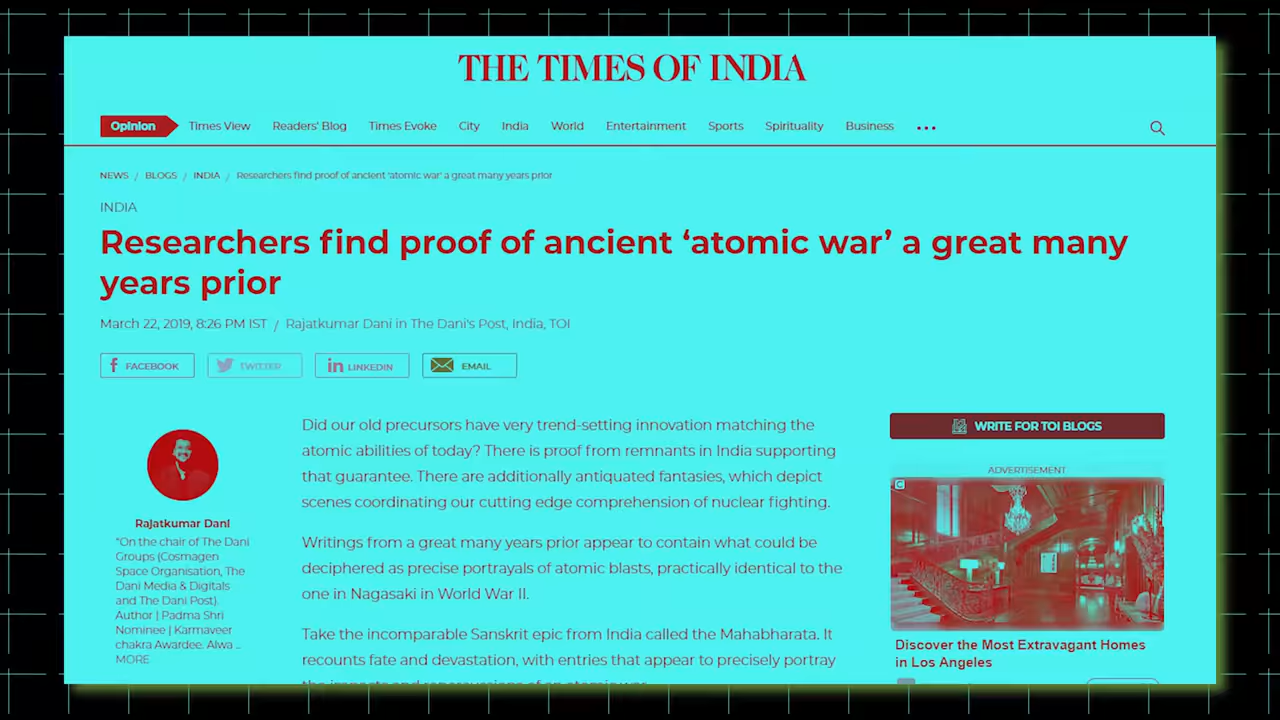 THE TIMES OF INDIA
Opinion Times View Readers' Blog Times Evoke City India World Entertainment Sports Spirituality Business ...
NEWS / BLOGS / INDIA / Researchers find proof of ancient 'atomic war' a great many years prior
INDIA
Researchers find proof of ancient ‘atomic war’ a great many
years prior
March 22, 2019, 8:26 PM IST / Rajatkumar Dani in The Dani's Post, India, TOI
FACEBOOK TWITTER LINKEDIN EMAIL
Rajatkumar Dani
"On the chair of The Dani
Groups (Cosmagen
Space Organisation, The
Dani Media & Digitals
and The Dani Post).
Author | Padma Shri
Nominee | Karmaveer
chakra Awardee. Alwa ...
MORE
Did our old precursors have very trend-setting innovation matching the
atomic abilities of today? There is proof from remnants in India supporting
that guarantee. There are additionally antiquated fantasies, which depict
scenes coordinating our cutting edge comprehension of nuclear fighting.
Writings from a great many years prior appear to contain what could be
deciphered as precise portrayals of atomic blasts, practically identical to the
one in Nagasaki in World War II.
Take the incomparable Sanskrit epic from India called the Mahabharata. It
recounts fate and devastation, with entries that appear to precisely portray
WRITE FOR TOI BLOGS
ADVERTISEMENT
Discover the Most Extravagant Homes
in Los Angeles